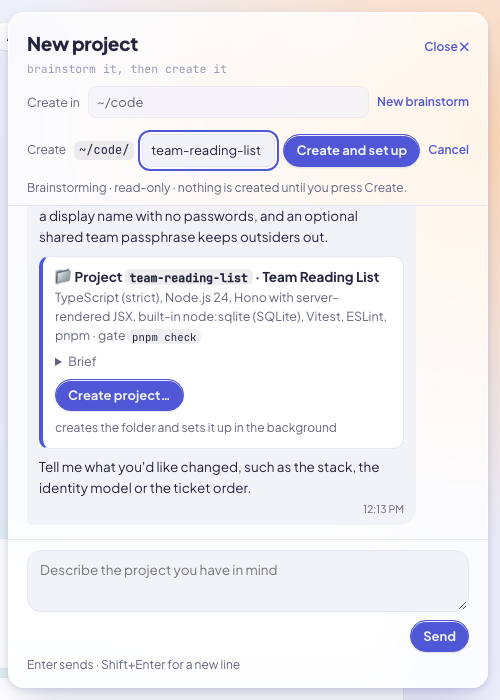 New project
Close ×
brainstorm it, then create it
Create in ~/code New brainstorm
Create ~/code/ team-reading-list Create and set up Cancel
Brainstorming · read-only · nothing is created until you press Create.
a display name with no passwords, and an optional
shared team passphrase keeps outsiders out.
Project team-reading-list · Team Reading List
TypeScript (strict), Node.js 24, Hono with server-
rendered JSX, built-in node:sqlite (SQLite), Vitest, ESLint,
pnpm · gate pnpm check
Brief
Create project…
creates the folder and sets it up in the background
Tell me what you'd like changed, such as the stack, the
identity model or the ticket order.
12:13 PM
Describe the project you have in mind
Send
Enter sends · Shift+Enter for a new line